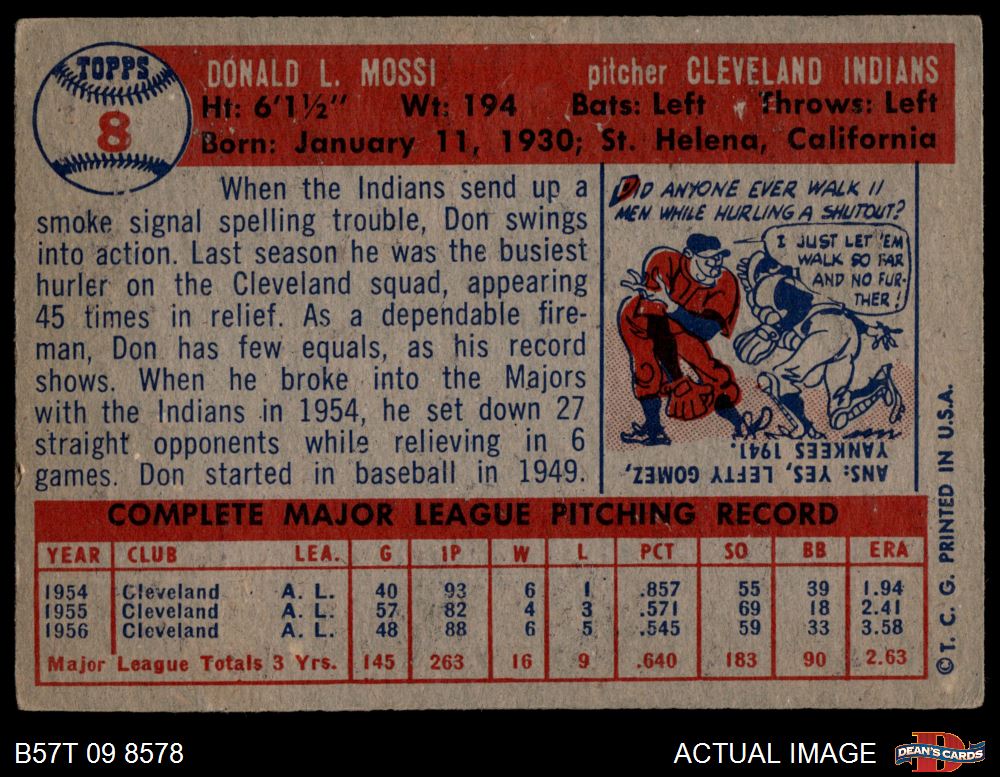 TOPPS
8
DONALD L. MOSSI pitcher CLEVELAND INDIANS
Ht: 6'1½" Wt: 194 Bats: Left Throws: Left
Born: January 11, 1930; St. Helena, California
When the Indians send up a
smoke signal spelling trouble, Don swings
into action. Last season he was the busiest
hurler on the Cleveland squad, appearing
45 times in relief. As a dependable fire-
man, Don has few equals, as his record
shows. When he broke into the Majors
with the Indians in 1954, he set down 27
straight opponents while relieving in 6
games. Don started in baseball in 1949.
DID ANYONE EVER WALK 11
MEN WHILE HURLING A SHUTOUT?
I JUST LET 'EM
WALK SO FAR
AND NO FUR-
THER!
ANS: YES, LEFTY GOMEZ,
YANKEES 1941.
COMPLETE MAJOR LEAGUE PITCHING RECORD
YEAR CLUB LEA. G IP W L PCT SO BB ERA
1954 Cleveland A. L. 40 93 6 1 .857 55 39 1.94
1955 Cleveland A. L. 57 82 4 3 .571 69 18 2.41
1956 Cleveland A. L. 48 88 6 5 .545 59 33 3.58
Major League Totals 3 Yrs. 145 263 16 9 .640 183 90 2.63
© T. C. G. PRINTED IN U.S.A.
B57T 09 8578 ACTUAL IMAGE
D
DEAN'S CARDS